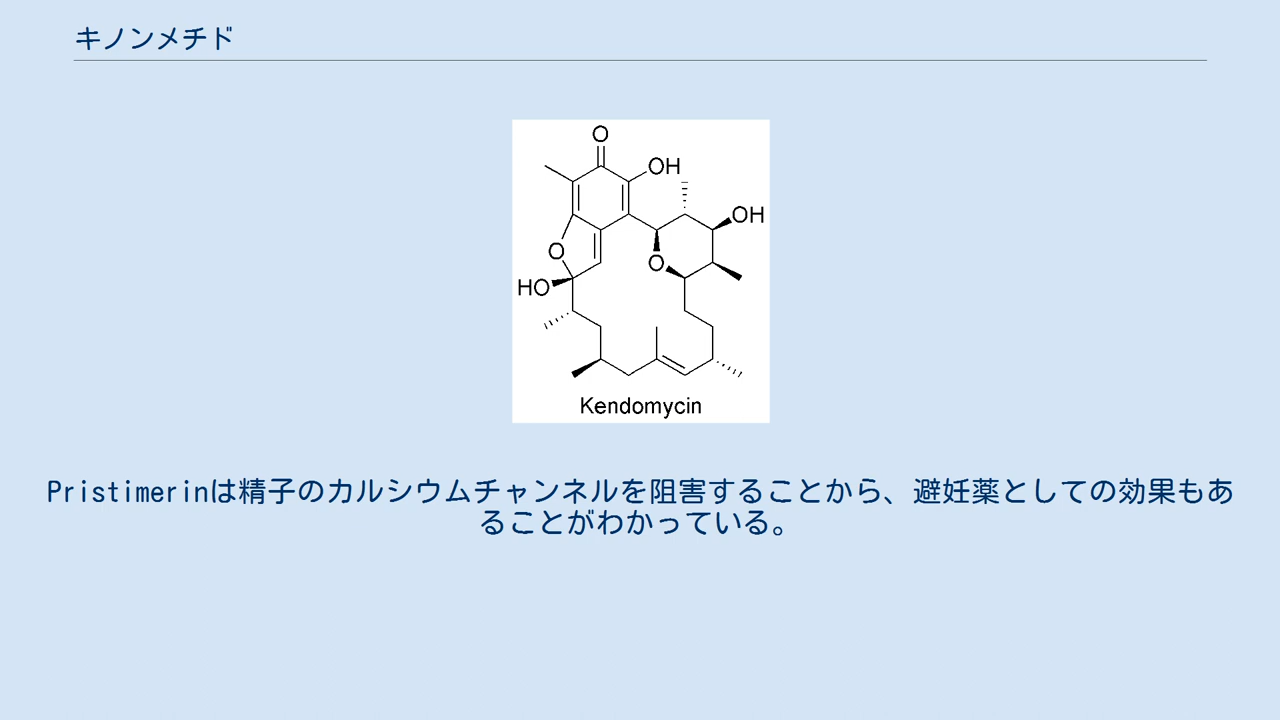 キノンメチド
O
OH
OH
O
O
HO
Kendomycin
Pristimerinは精子のカルシウムチャンネルを阻害することから、避妊薬としての効果もあ
ることがわかっている。